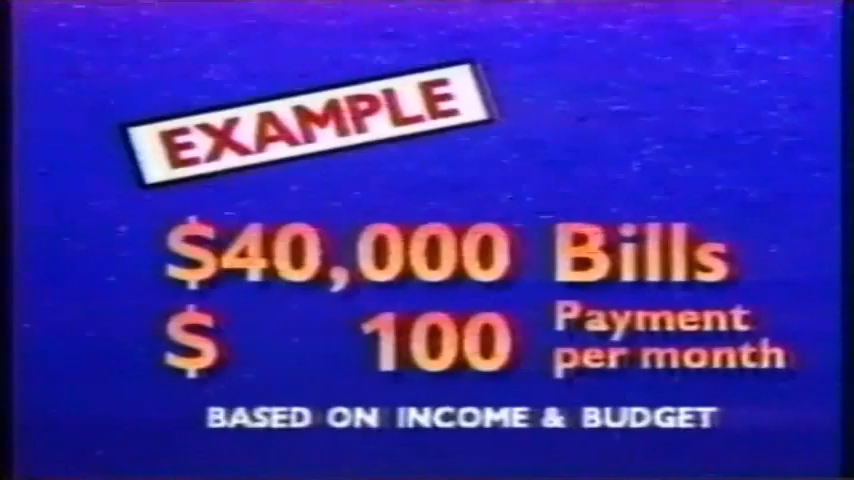 EXAMPLE
$40,000 Bills
$ 100 Payment
per month
BASED ON INCOME & BUDGET